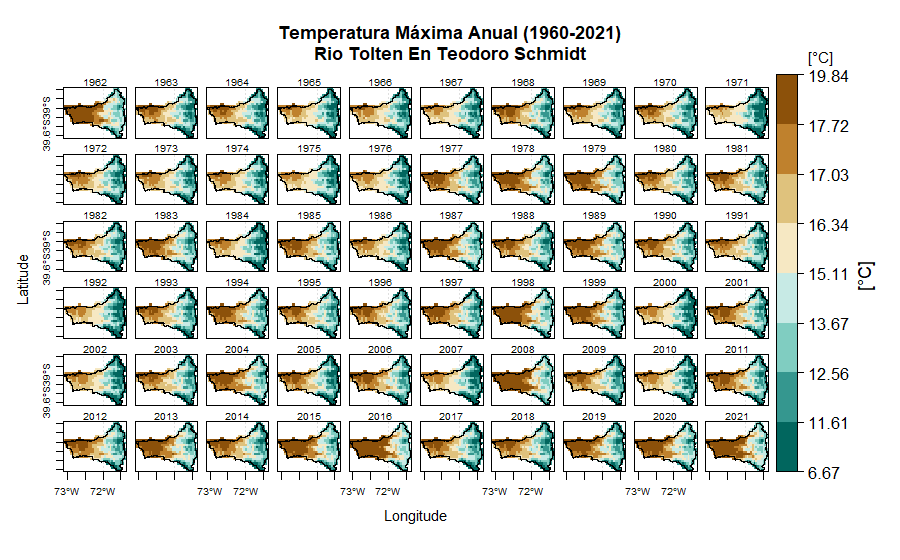 Temperatura Máxima Anual (1960-2021)
Rio Tolten En Teodoro Schmidt
[°C]
1962 1963 1964 1965 1966 1967 1968 1969 1970 1971
1972 1973 1974 1975 1976 1977 1978 1979 1980 1981
1982 1983 1984 1985 1986 1987 1988 1989 1990 1991
1992 1993 1994 1995 1996 1997 1998 1999 2000 2001
2002 2003 2004 2005 2006 2007 2008 2009 2010 2011
2012 2013 2014 2015 2016 2017 2018 2019 2020 2021
39.6°S39°S
39.6°S39°S
39.6°S39°S
Latitude
73°W 72°W 73°W 72°W 73°W 72°W 73°W 72°W 73°W 72°W
Longitude
19.84
17.72
17.03
16.34
15.11
13.67
12.56
11.61
6.67
[°C]